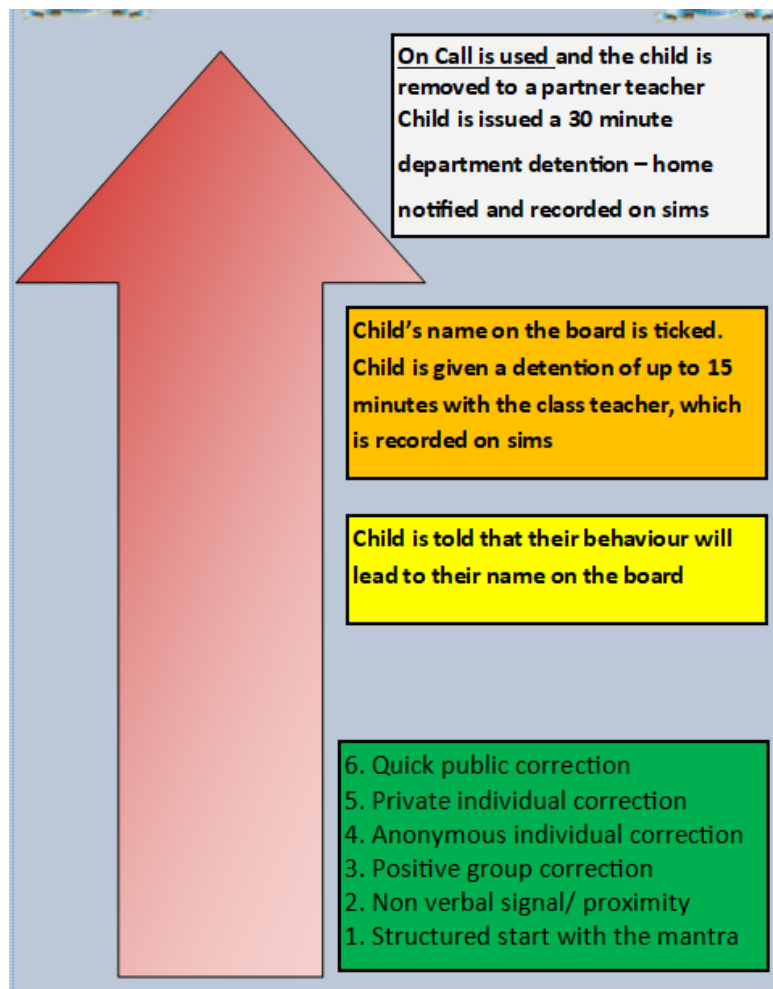 On Call is used and the child is
removed to a partner teacher
Child is issued a 30 minute
department detention – home
notified and recorded on sims
Child’s name on the board is ticked.
Child is given a detention of up to 15
minutes with the class teacher, which
is recorded on sims
Child is told that their behaviour will
lead to their name on the board
6. Quick public correction
5. Private individual correction
4. Anonymous individual correction
3. Positive group correction
2. Non verbal signal/ proximity
1. Structured start with the mantra